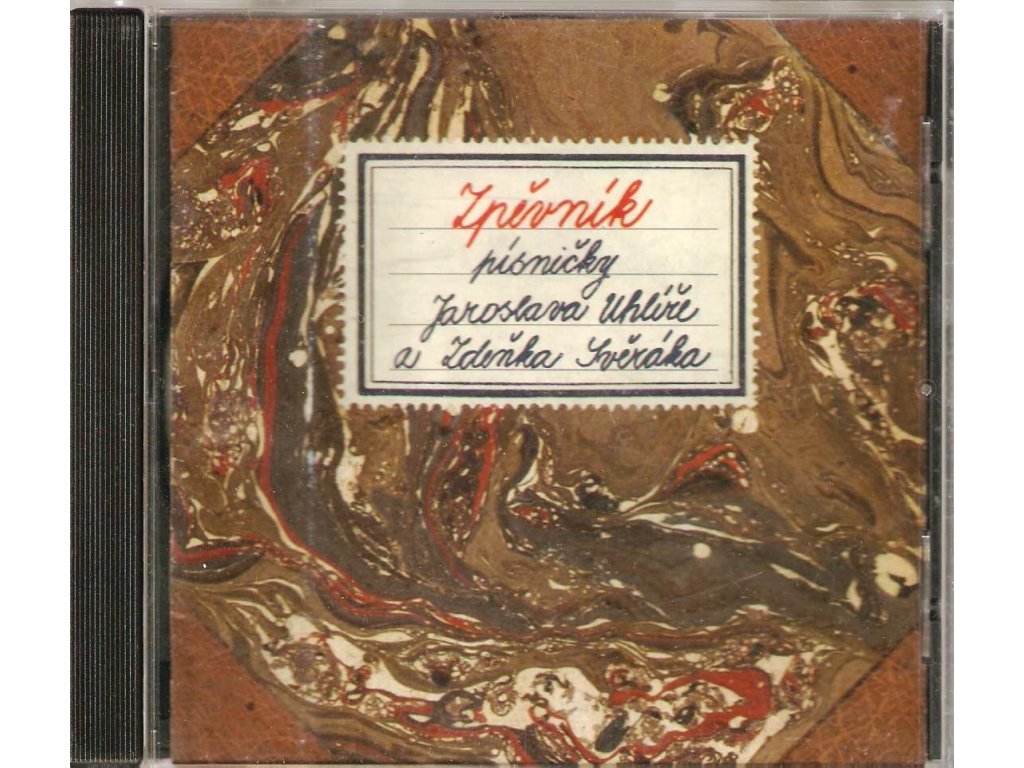 Zpěvník
písničky
Jaroslava Uhlíře
a Zdeňka Svěráka